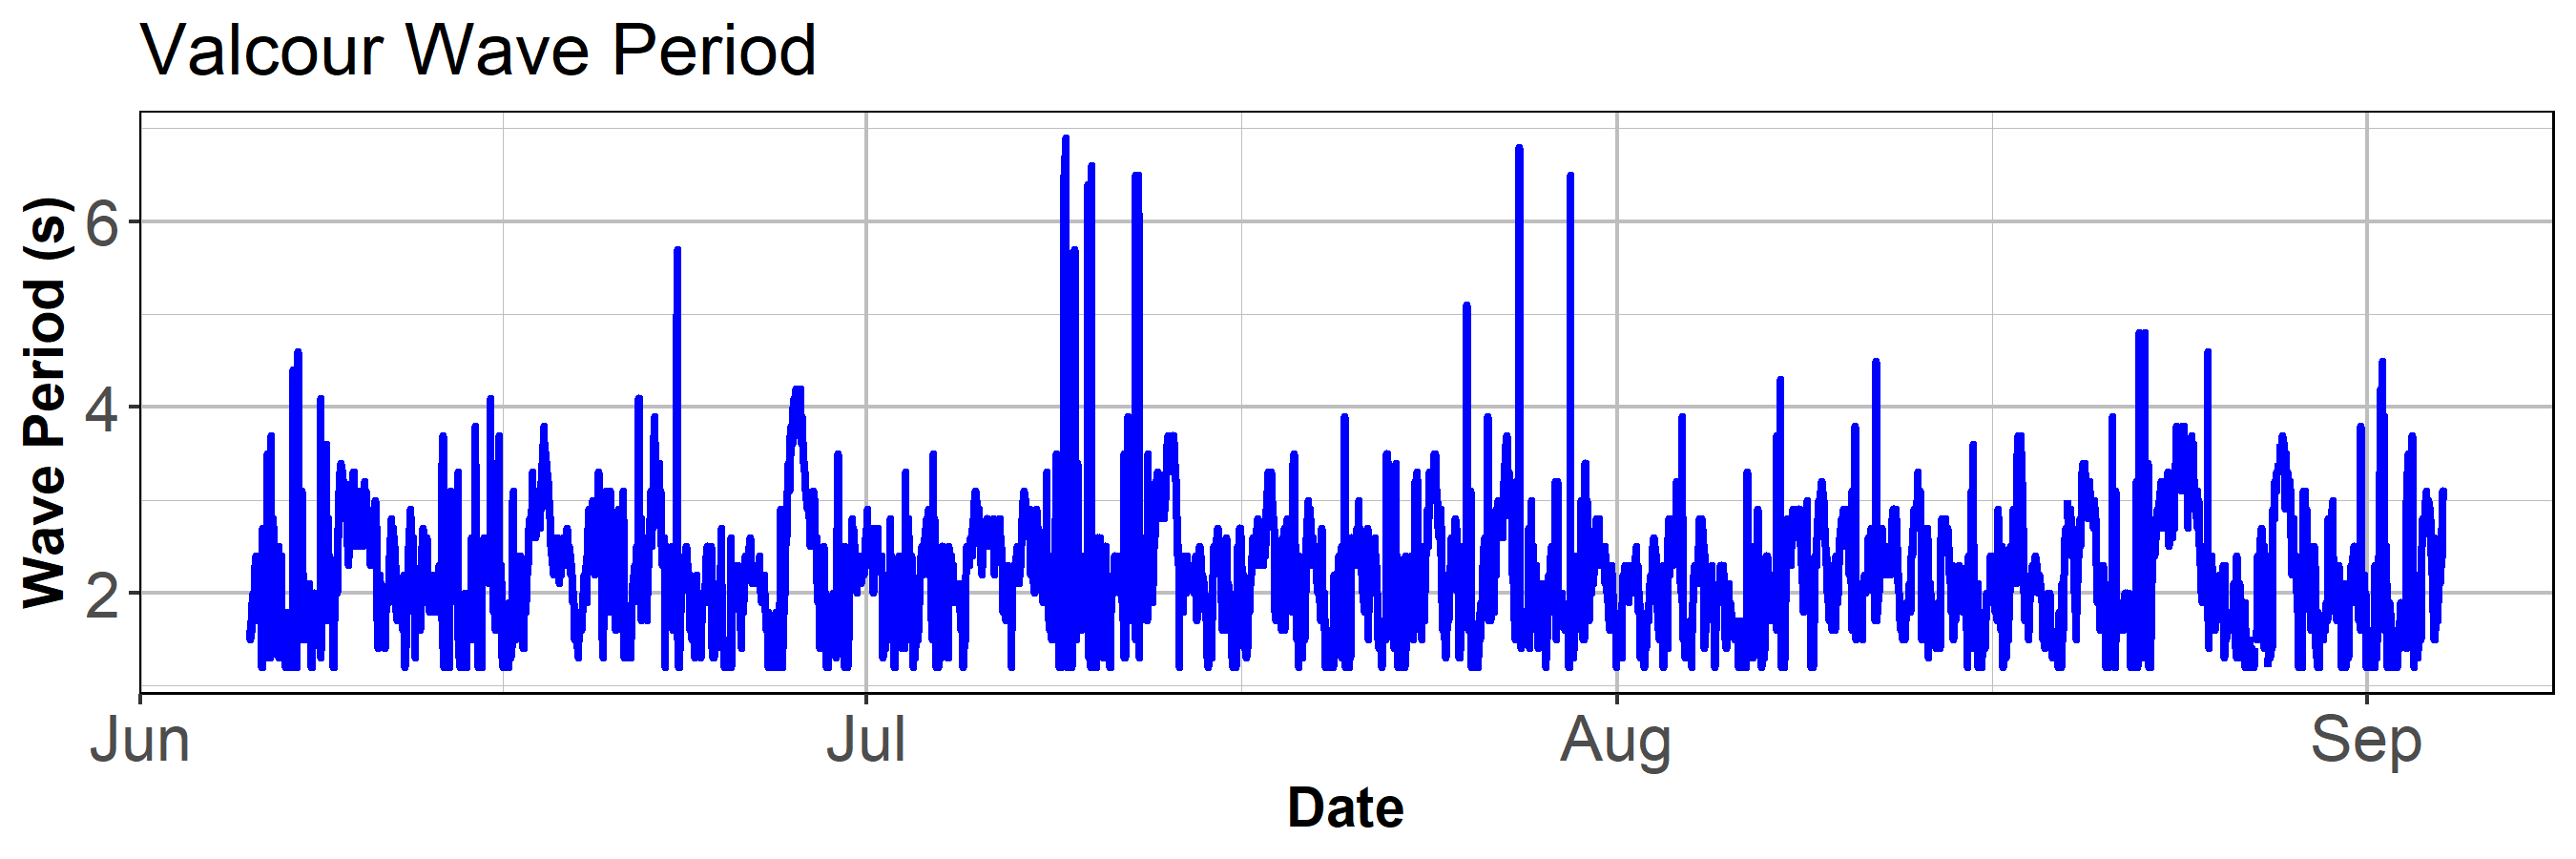 Valcour Wave Period
Wave Period (s)
6
4
2
Jun Jul Aug Sep
Date